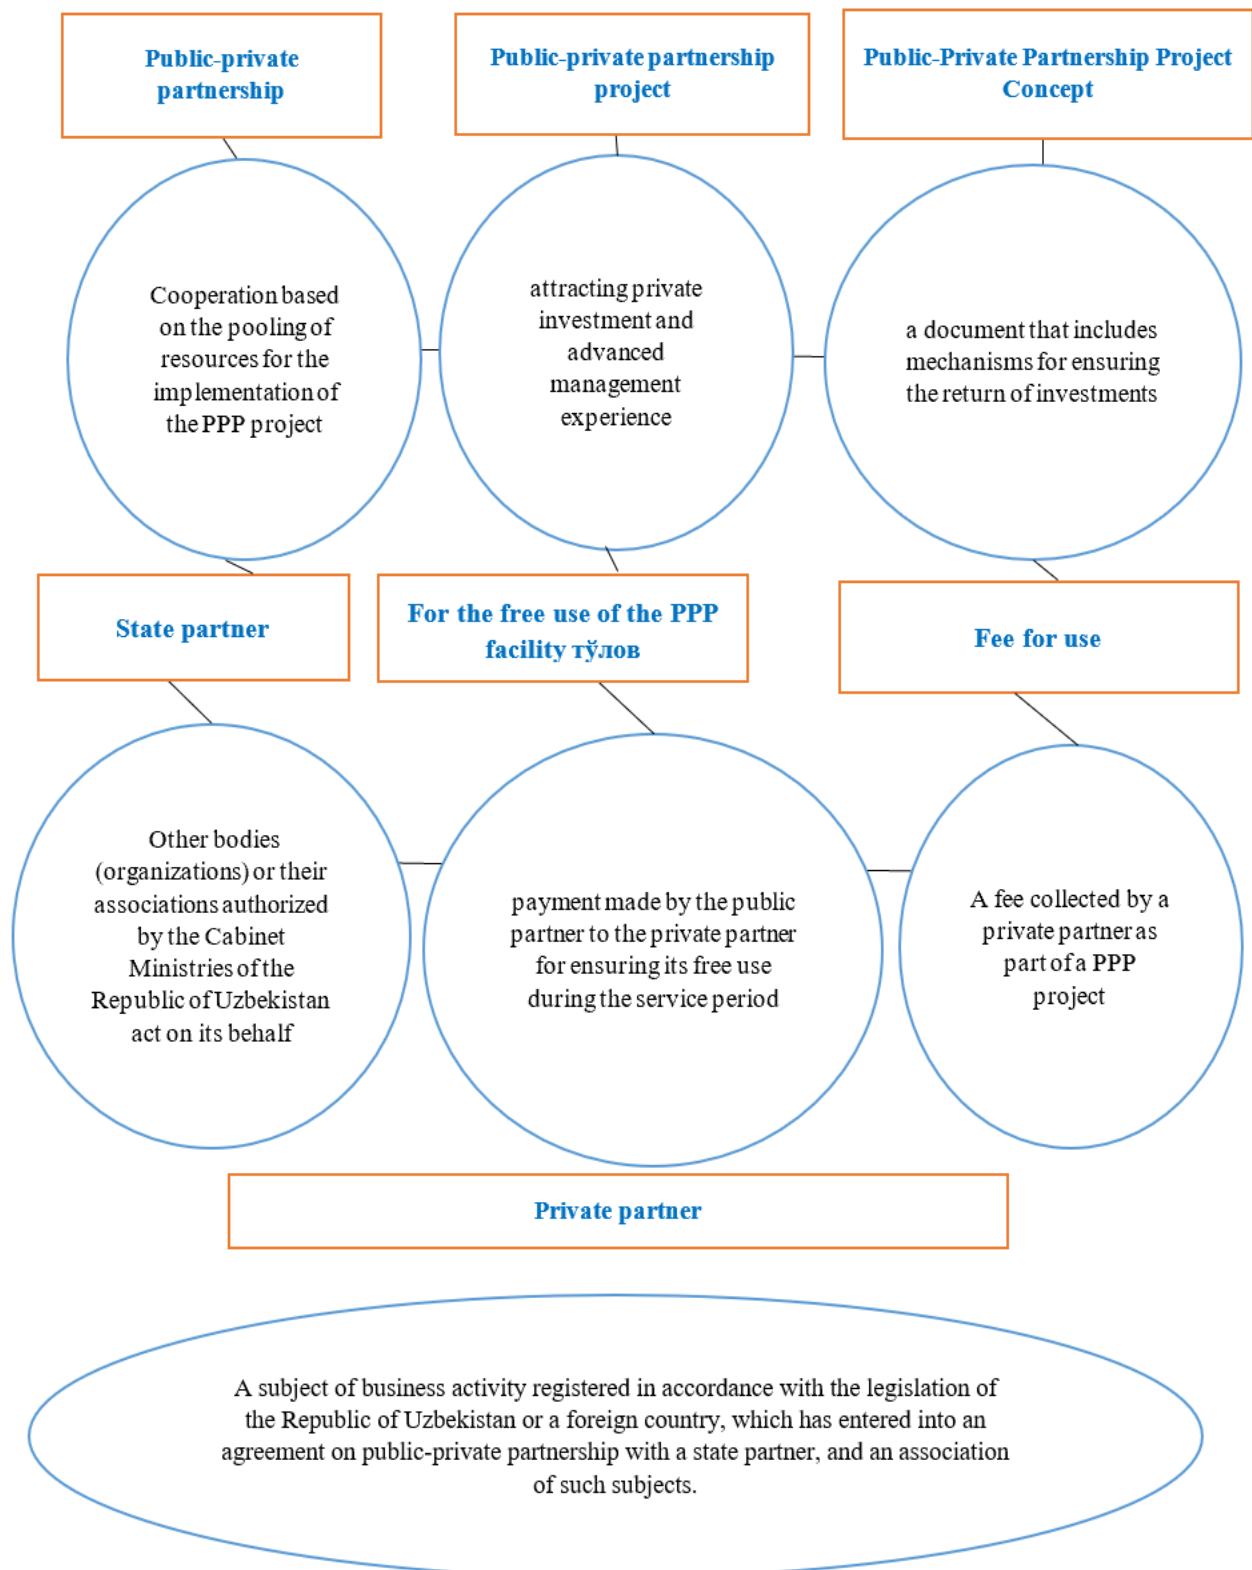 Public-private
partnership
Public-private partnership
project
Public-Private Partnership Project
Concept
Cooperation based
on the pooling of
resources for the
implementation of
the PPP project
attracting private
investment and
advanced
management
experience
a document that includes
mechanisms for ensuring
the return of investments
State partner
For the free use of the PPP
facility тўлов
Fee for use
Other bodies
(organizations) or their
associations authorized
by the Cabinet
Ministries of the
Republic of Uzbekistan
act on its behalf
payment made by the public
partner to the private partner
for ensuring its free use
during the service period
A fee collected by a
private partner as
part of a PPP
project
Private partner
A subject of business activity registered in accordance with the legislation of
the Republic of Uzbekistan or a foreign country, which has entered into an
agreement on public-private partnership with a state partner, and an association
of such subjects.